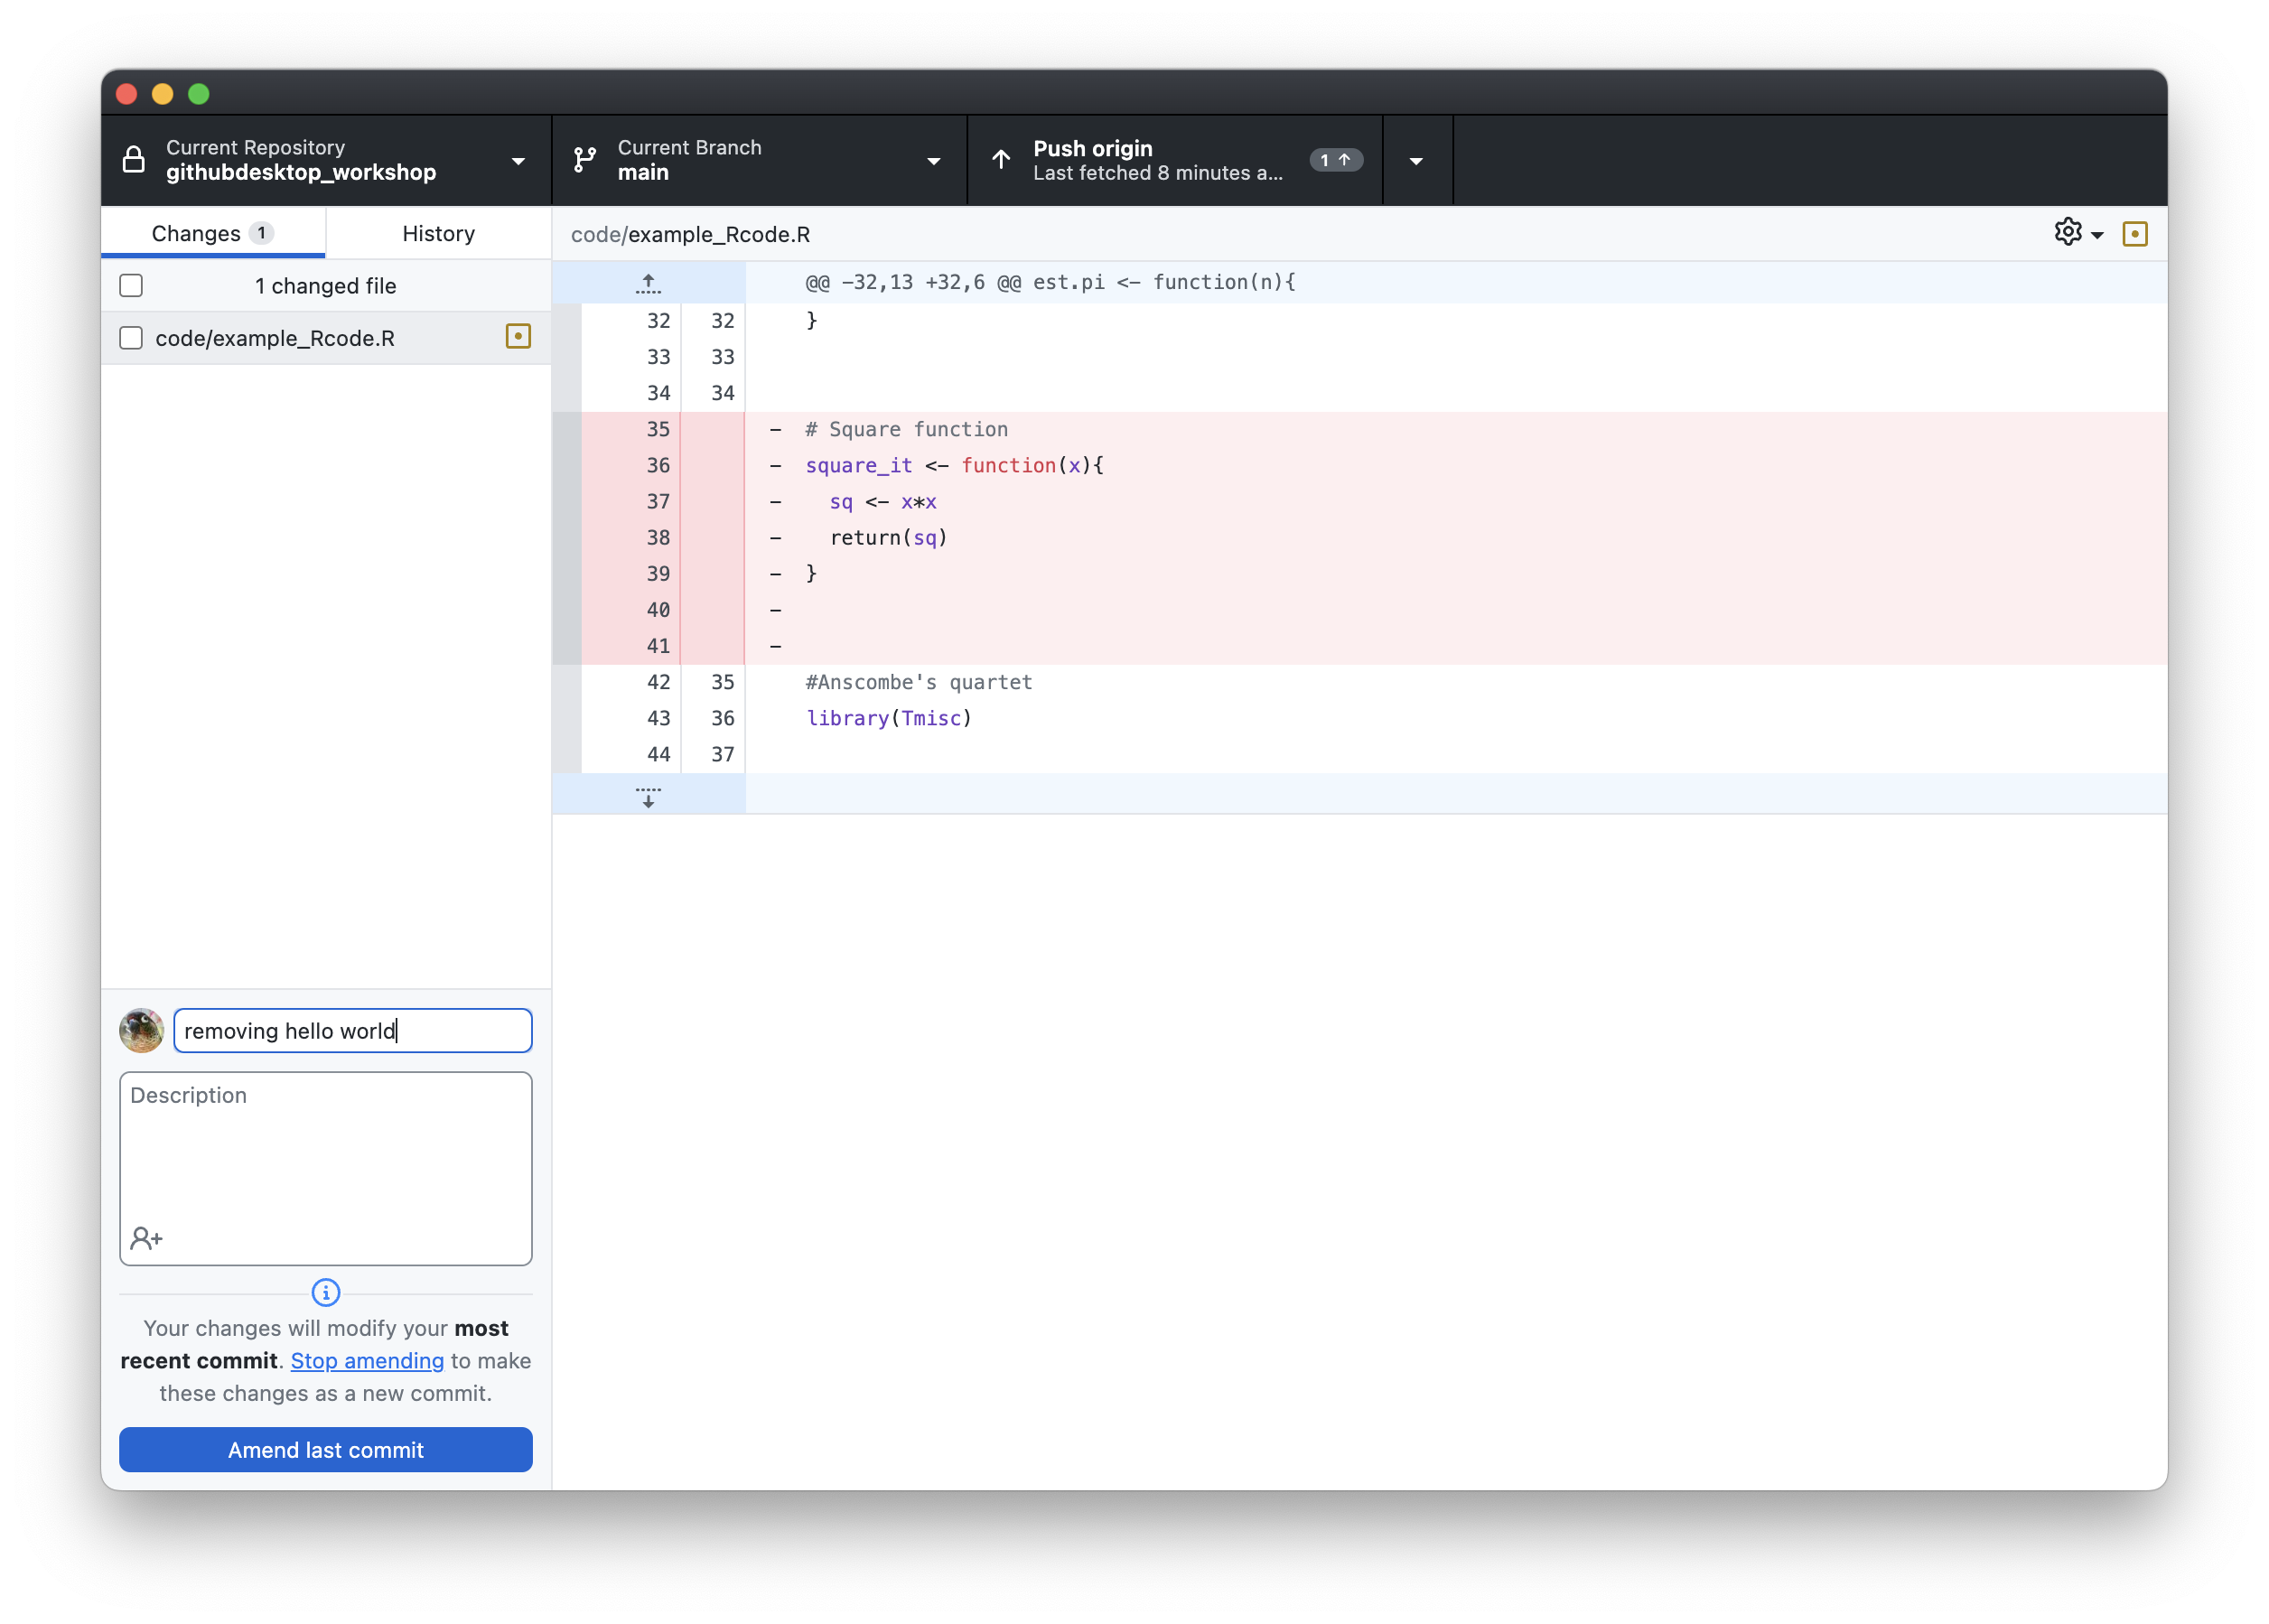 Current Repository
githubdesktop_workshop
Current Branch
main
Push origin
Last fetched 8 minutes a...
1
Changes 1
History
1 changed file
code/example_Rcode.R
code/example_Rcode.R
@@ -32,13 +32,6 @@ est.pi <- function(n){
32 32 }
33 33
34 34
35 - # Square function
36 - square_it <- function(x){
37 - sq <- x*x
38 - return(sq)
39 - }
40 -
41 -
42 35 #Anscombe's quartet
43 36 library(Tmisc)
44 37
removing hello world
Description
Your changes will modify your most
recent commit. Stop amending to make
these changes as a new commit.
Amend last commit